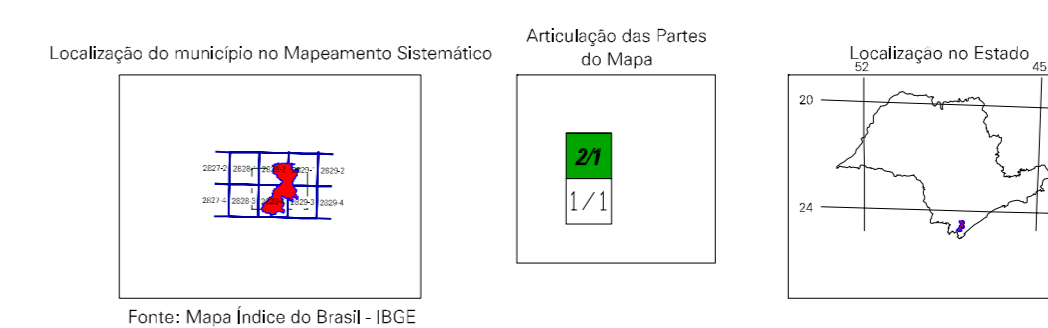 Localização do município no Mapeamento Sistemático
2827-2 2828-1 2829-2
2827-4 2828-3 2829-3 2829-4
Fonte: Mapa Índice do Brasil - IBGE
Articulação das Partes
do Mapa
2/1
1/1
Localização no Estado
52 45
20
24